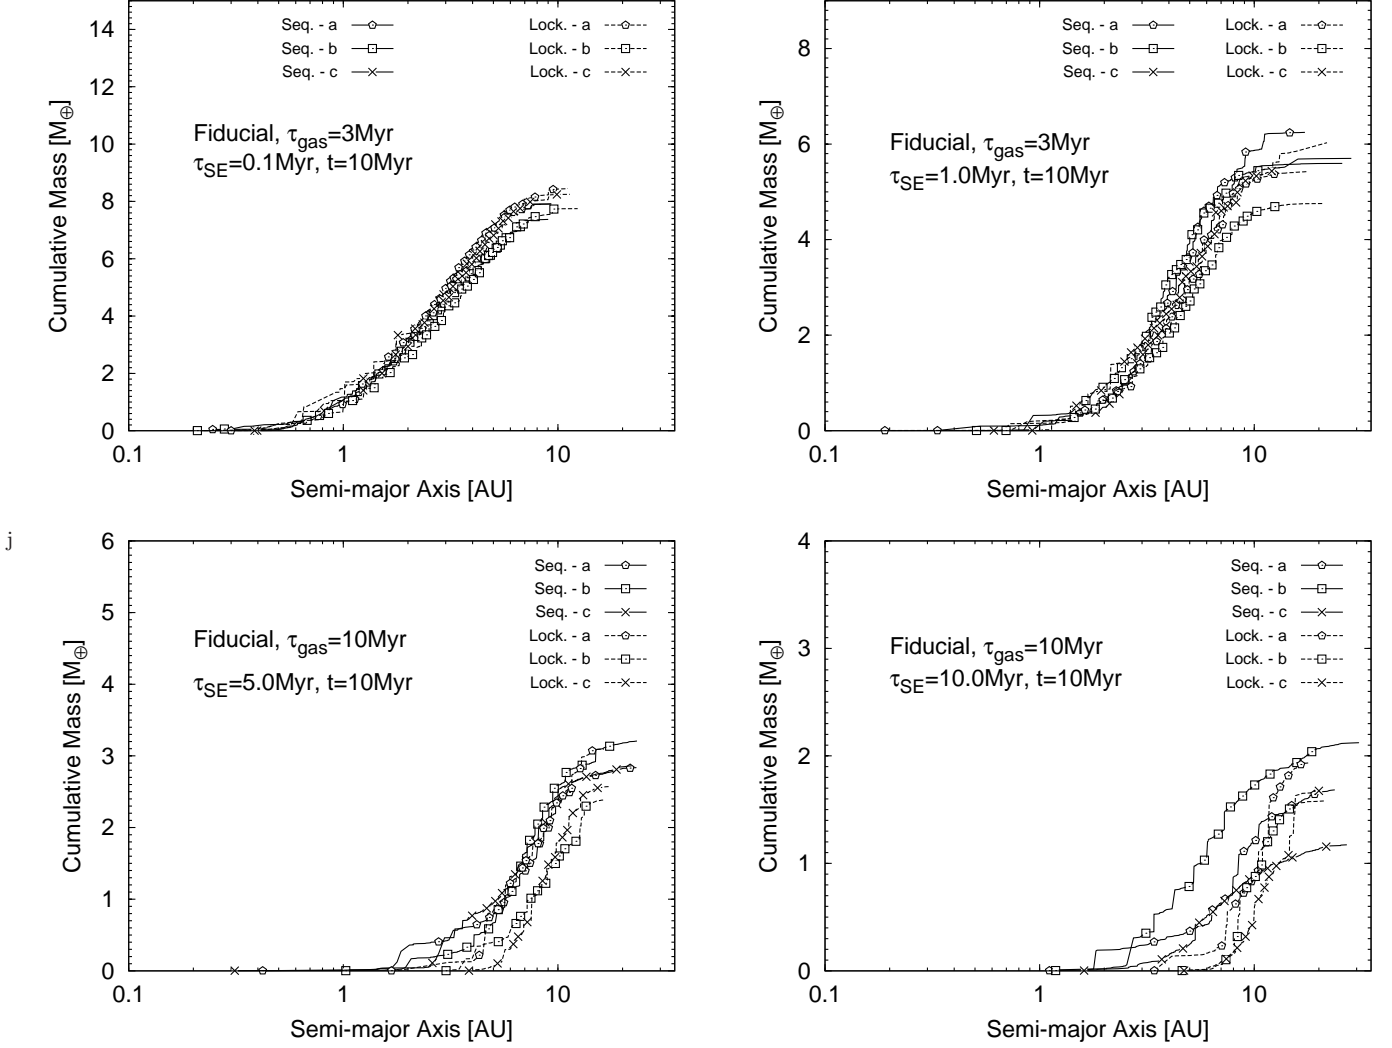 14
12
10
8
6
4
2
0
0.1
1
10
Cumulative Mass [M⊕]
Semi-major Axis [AU]
Seq. - a
Seq. - b
Seq. - c
Lock. - a
Lock. - b
Lock. - c
Fiducial, τgas=3Myr
τSE=0.1Myr, t=10Myr
8
6
4
2
0
0.1
1
10
Cumulative Mass [M⊕]
Semi-major Axis [AU]
Seq. - a
Seq. - b
Seq. - c
Lock. - a
Lock. - b
Lock. - c
Fiducial, τgas=3Myr
τSE=1.0Myr, t=10Myr
j
6
5
4
3
2
1
0
0.1
1
10
Cumulative Mass [M⊕]
Semi-major Axis [AU]
Seq. - a
Seq. - b
Seq. - c
Lock. - a
Lock. - b
Lock. - c
Fiducial, τgas=10Myr
τSE=5.0Myr, t=10Myr
4
3
2
1
0
0.1
1
10
Cumulative Mass [M⊕]
Semi-major Axis [AU]
Seq. - a
Seq. - b
Seq. - c
Lock. - a
Lock. - b
Lock. - c
Fiducial, τgas=10Myr
τSE=10.0Myr, t=10Myr